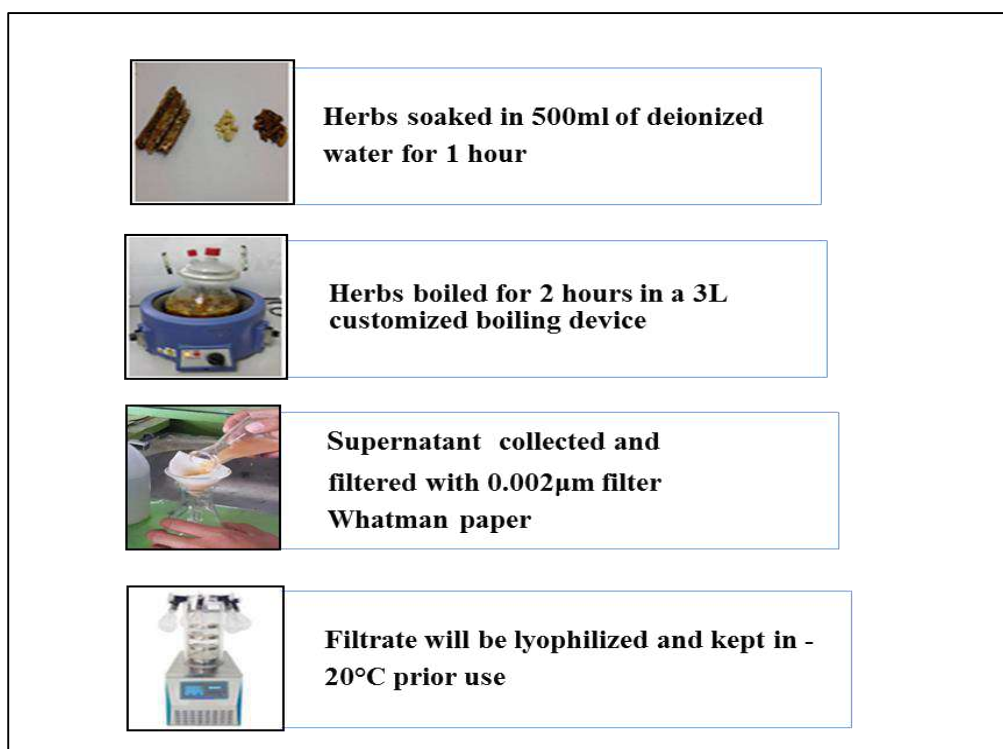 Herbs soaked in 500ml of deionized
water for 1 hour
Herbs boiled for 2 hours in a 3L
customized boiling device
Supernatant collected and
filtered with 0.002µm filter
Whatman paper
Filtrate will be lyophilized and kept in -
20°C prior use